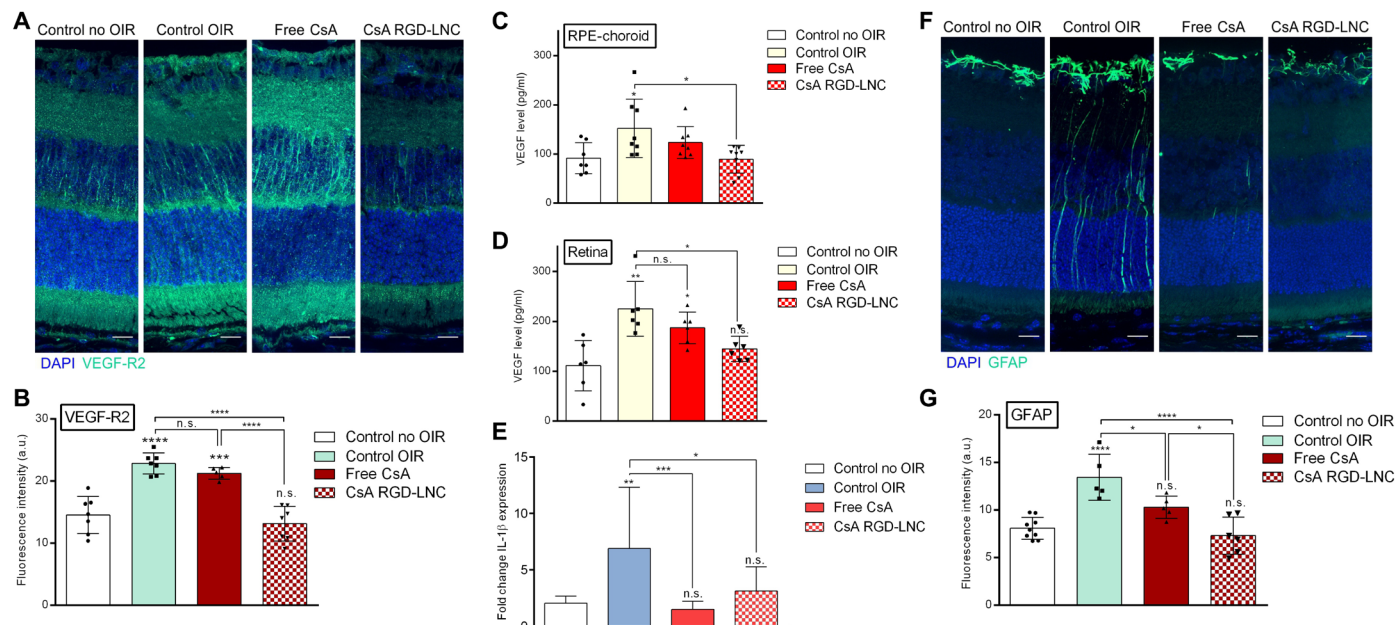 A
Control no OIR Control OIR Free CsA CsA RGD-LNC
DAPI VEGF-R2
B
VEGF-R2
Fluorescence intensity (a.u.)
30
20
10
0
****
n.s. ****
****
***
n.s.
Control no OIR
Control OIR
Free CsA
CsA RGD-LNC
C
RPE-choroid
VEGF level (pg/ml)
300
200
100
0
*
*
Control no OIR
Control OIR
Free CsA
CsA RGD-LNC
D
Retina
VEGF level (pg/ml)
300
200
100
0
*
n.s.
**
*
n.s.
Control no OIR
Control OIR
Free CsA
CsA RGD-LNC
E
Fold change IL-1β expression
15
10
5
0
*
***
**
n.s.
n.s.
Control no OIR
Control OIR
Free CsA
CsA RGD-LNC
F
Control no OIR Control OIR Free CsA CsA RGD-LNC
DAPI GFAP
G
GFAP
Fluorescence intensity (a.u.)
20
15
10
5
0
****
* *
****
n.s.
n.s.
Control no OIR
Control OIR
Free CsA
CsA RGD-LNC